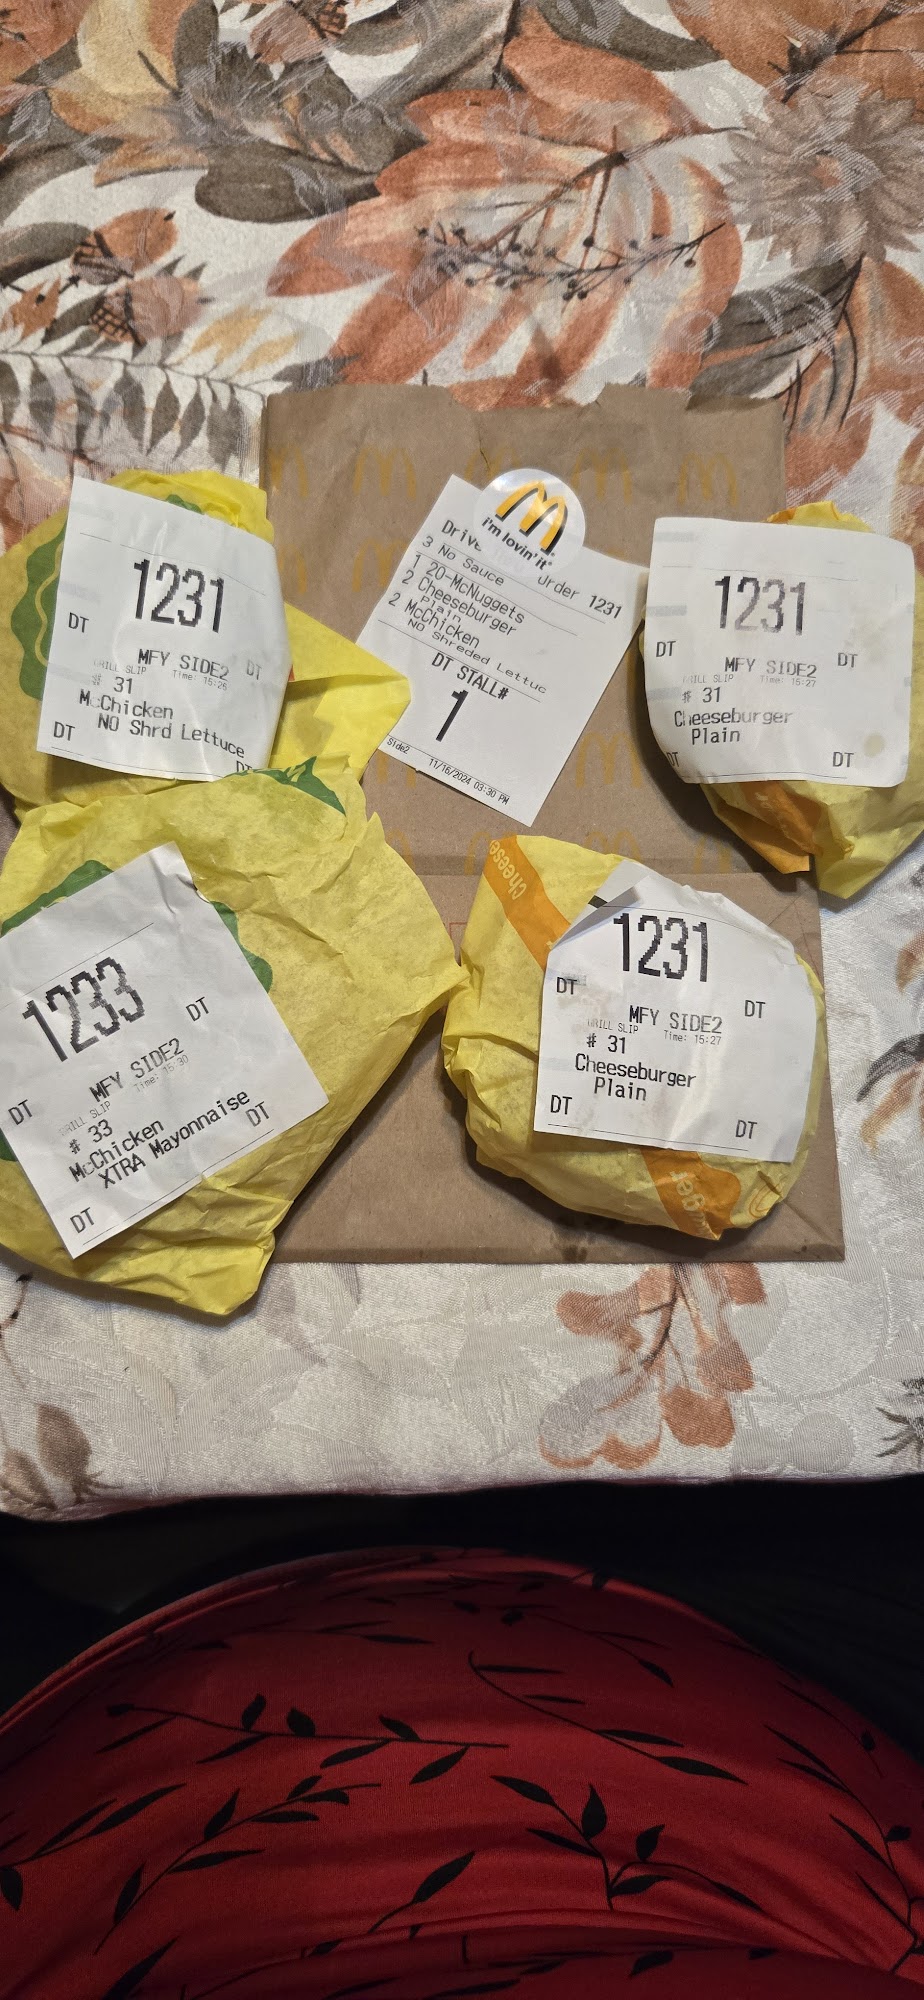 1231
DT
MFY SIDE2
DT
GRILL SLIP
Time: 15:26
# 31
McChicken
NO Shrd Lettuce
DT
DT
i'm lovin' it
Order 1231
3 No Sauce
1 20-McNuggets
2 Cheeseburger
Plain
2 McChicken
NO Shreded Lettuc
DT STALL#
1
Side2
11/16/2024 03:30 PM
1231
DT
MFY SIDE2
DT
GRILL SLIP
Time: 15:27
# 31
Cheeseburger
Plain
DT
DT
1233
DT
MFY SIDE2
DT
GRILL SLIP
Time: 15:30
# 33
McChicken
XTRA Mayonnaise
DT
DT
Cheese
1231
DT
MFY SIDE2
DT
GRILL SLIP
Time: 15:27
# 31
Cheeseburger
Plain
DT
DT